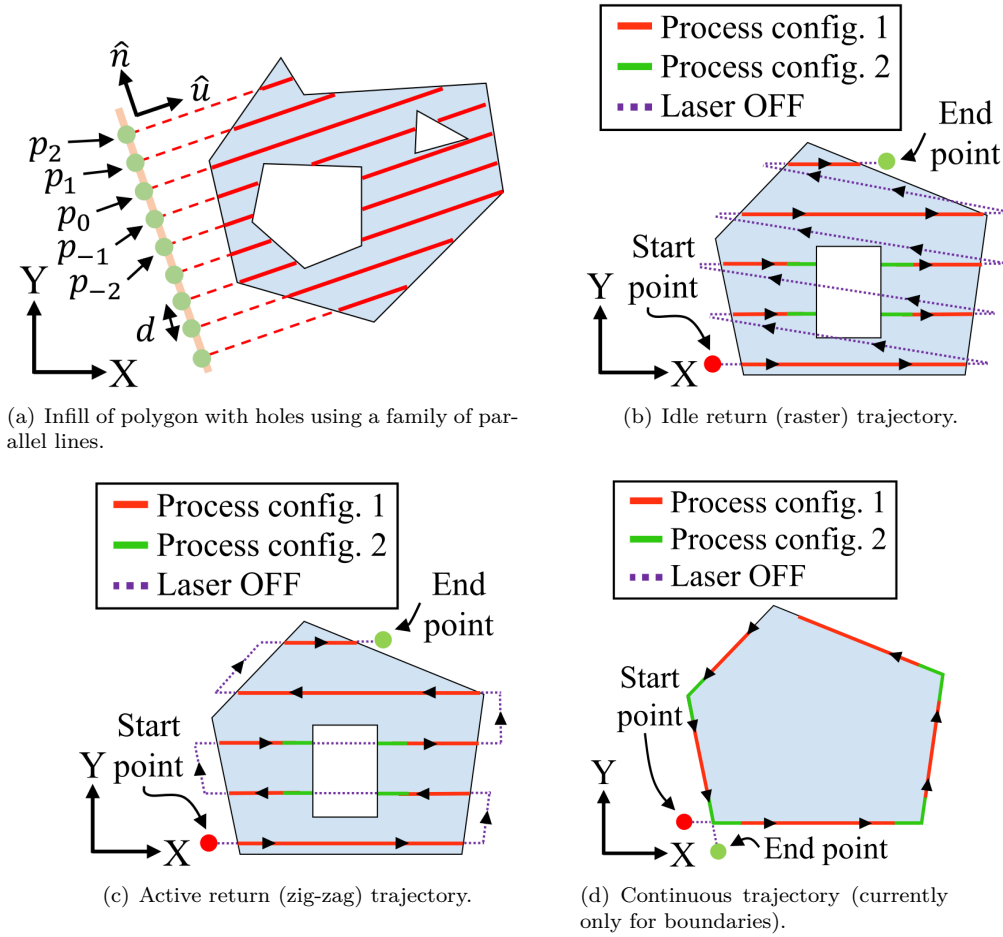 n̂
û
p₂
p₁
p₀
p₋₁
p₋₂
d
Y
X
(a) Infill of polygon with holes using a family of par-
allel lines.
Process config. 1
Process config. 2
Laser OFF
End
point
Start
point
Y
X
(b) Idle return (raster) trajectory.
Process config. 1
Process config. 2
Laser OFF
End
point
Start
point
Y
X
(c) Active return (zig-zag) trajectory.
Process config. 1
Process config. 2
Laser OFF
Start
point
Y
X
End point
(d) Continuous trajectory (currently
only for boundaries).